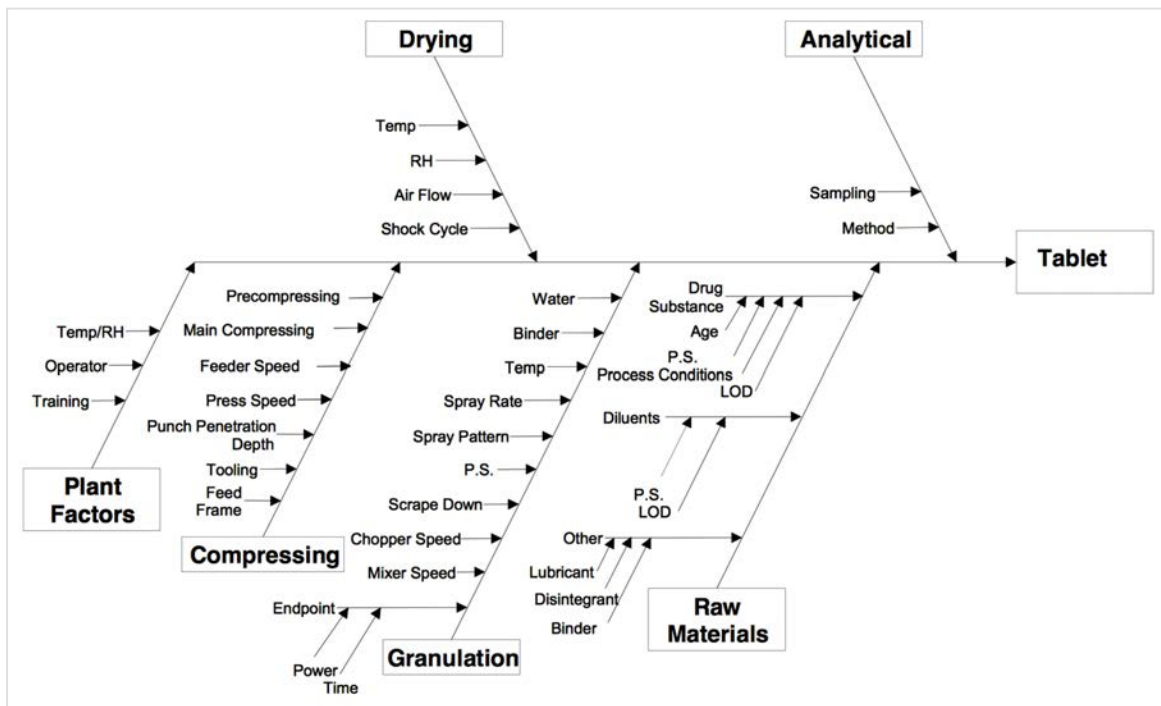 Drying
Analytical
Temp
RH
Air Flow
Shock Cycle
Sampling
Method
Tablet
Temp/RH
Operator
Training
Plant
Factors
Precompressing
Main Compressing
Feeder Speed
Press Speed
Punch Penetration
Depth
Tooling
Feed
Frame
Compressing
Water
Binder
Temp
Spray Rate
Spray Pattern
P.S.
Scrape Down
Chopper Speed
Mixer Speed
Endpoint
Power
Time
Granulation
Drug
Substance
Age
P.S.
Process Conditions
LOD
Diluents
P.S.
LOD
Other
Lubricant
Disintegrant
Binder
Raw
Materials